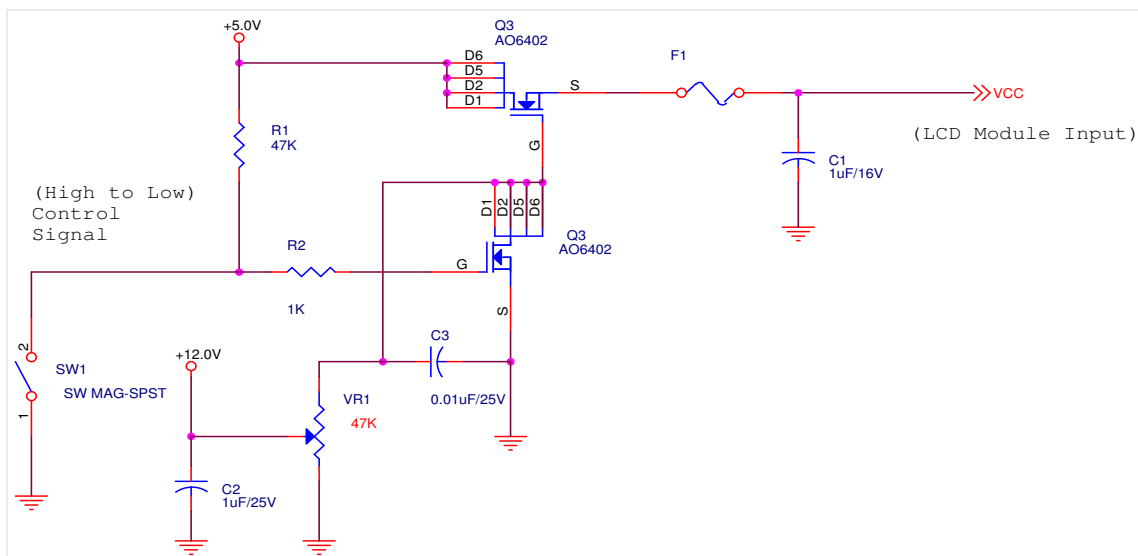 +5.0V
Q3
AO6402
D6
D5
D2
D1
S
G
F1
VCC
(LCD Module Input)
R1
47K
C1
1uF/16V
(High to Low)
Control
Signal
D1
D2
D5
D6
Q3
AO6402
R2
1K
G
S
2
SW1
SW MAG-SPST
1
+12.0V
C3
0.01uF/25V
VR1
47K
C2
1uF/25V